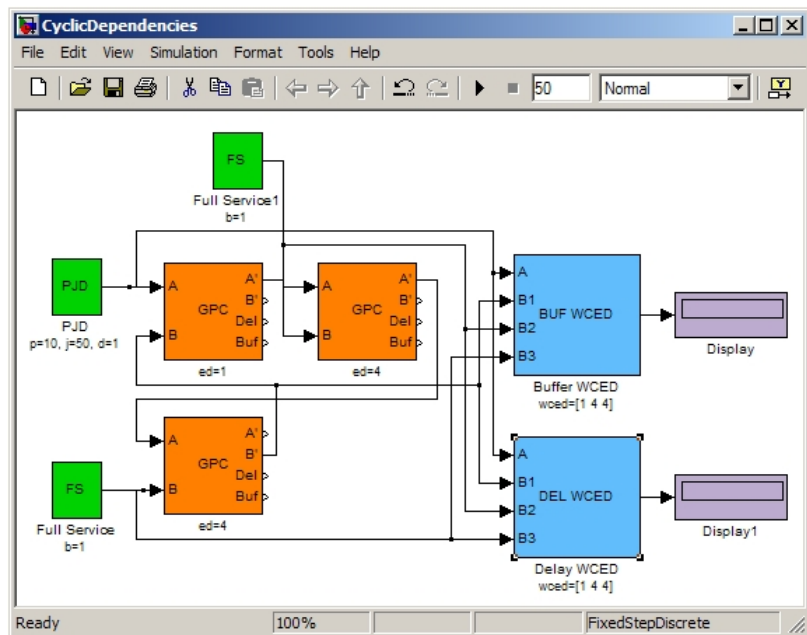 CyclicDependencies
File Edit View Simulation Format Tools Help
50 Normal
FS
Full Service1
b=1
PJD
PJD
p=10, j=50, d=1
A
B
GPC
A'
B'
Del
Buf
ed=1
A
B
GPC
A'
B'
Del
Buf
ed=4
A
B1
B2
B3
BUF WCED
Buffer WCED
wced=[1 4 4]
Display
FS
Full Service
b=1
A
B
GPC
A'
B'
Del
Buf
ed=4
A
B1
B2
B3
DEL WCED
Delay WCED
wced=[1 4 4]
Display1
Ready 100% FixedStepDiscrete